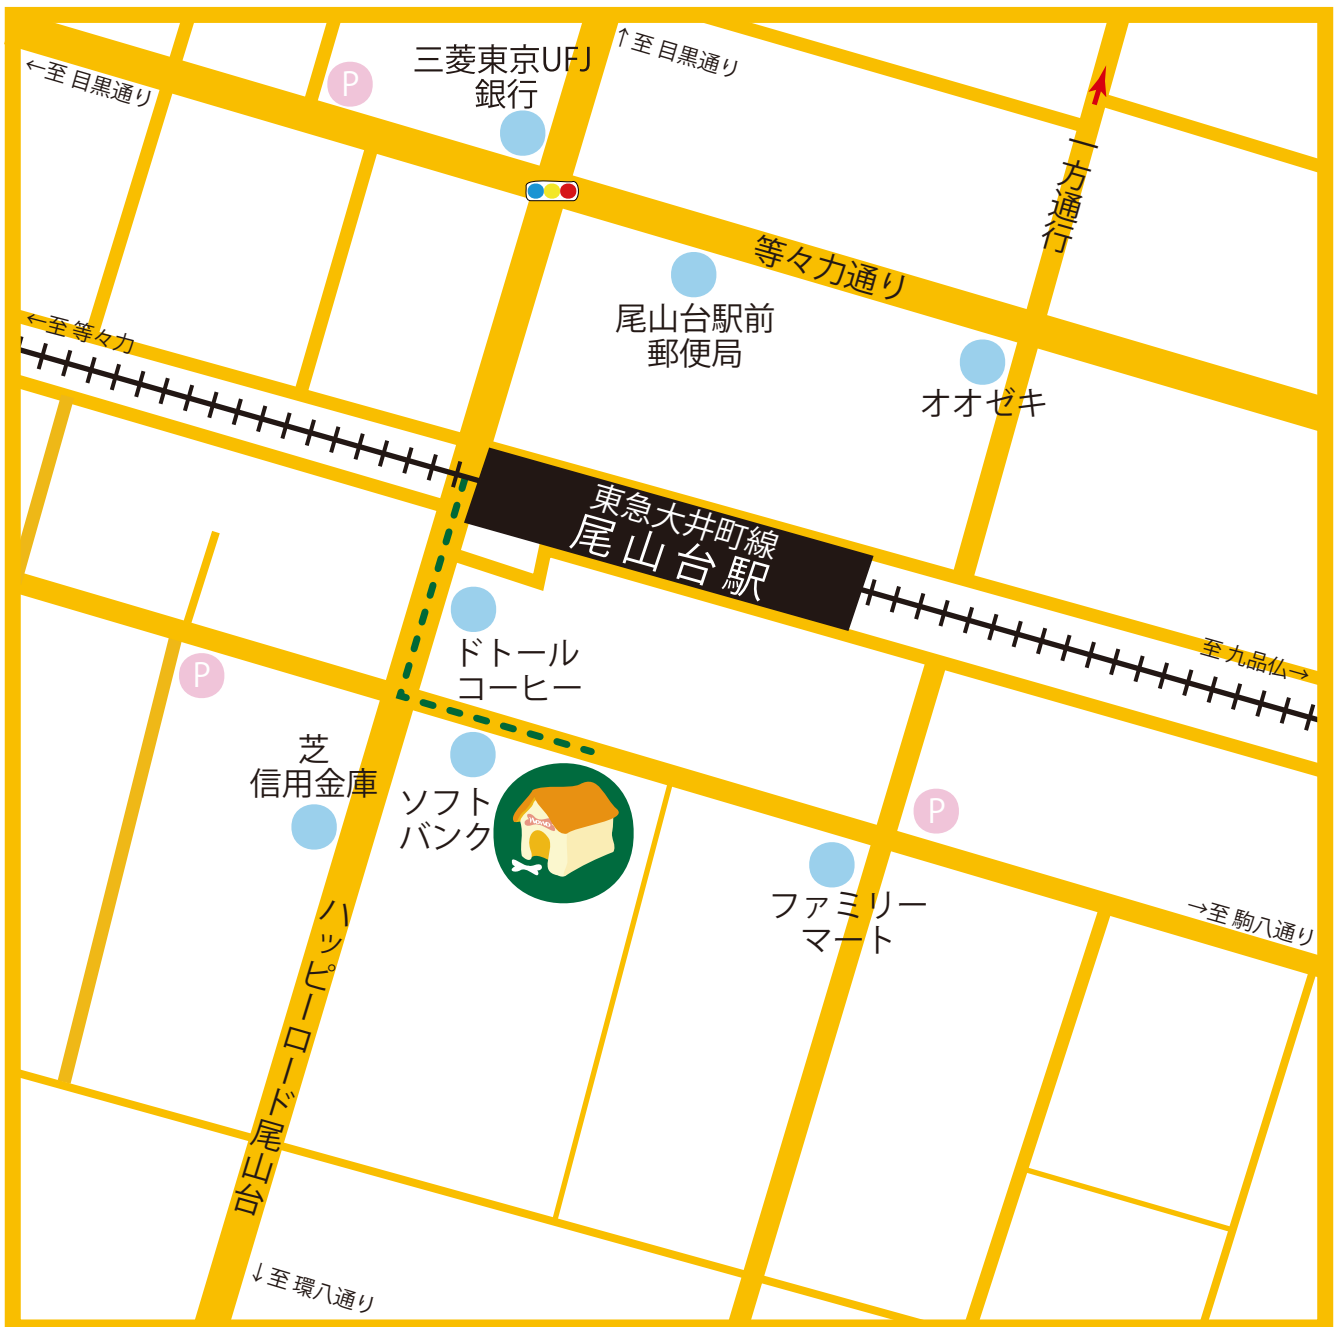 三菱東京UFJ
銀行
↑至 目黒通り
←至 目黒通り
P
一方通行
等々力通り
尾山台駅前
郵便局
←至 等々力
オオゼキ
東急大井町線
尾山台駅
至 九品仏→
ドトール
コーヒー
P
芝
信用金庫
ソフト
バンク
P
ファミリー
マート
→至 駒八通り
ハッピーロード尾山台
↓至 環八通り